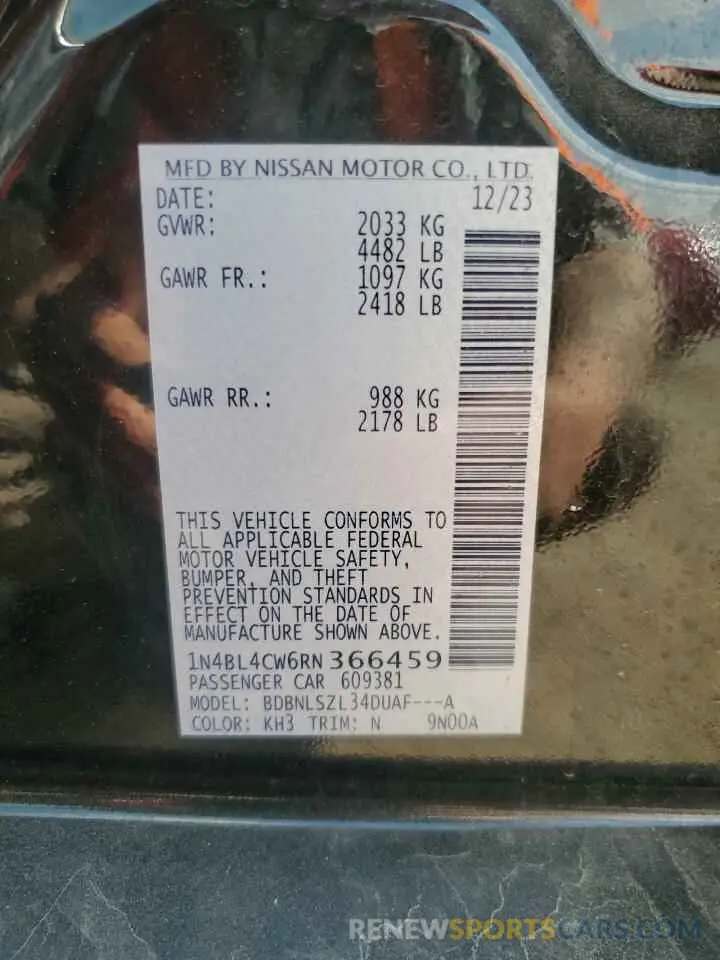 MFD BY NISSAN MOTOR CO., LTD.
DATE: 12/23
GVWR: 2033 KG
4482 LB
GAWR FR.: 1097 KG
2418 LB
GAWR RR.: 988 KG
2178 LB
THIS VEHICLE CONFORMS TO
ALL APPLICABLE FEDERAL
MOTOR VEHICLE SAFETY,
BUMPER, AND THEFT
PREVENTION STANDARDS IN
EFFECT ON THE DATE OF
MANUFACTURE SHOWN ABOVE.
1N4BL4CW6RN366459
PASSENGER CAR 609381
MODEL: BDBNLSZL34DUAF---A
COLOR: KH3 TRIM: N 9N00A
RENEWSPORTSCARS.COM